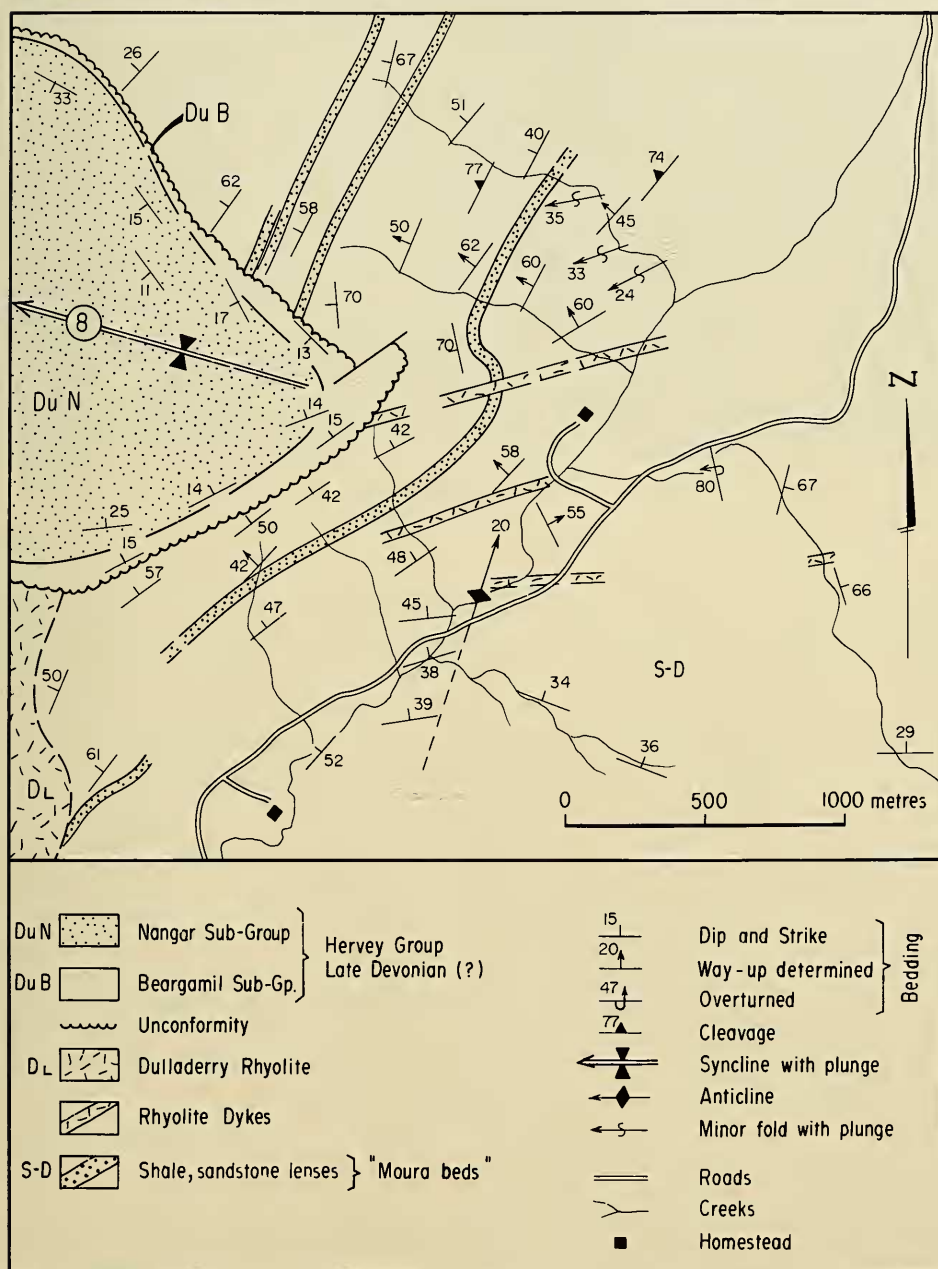 26
67
33
Du B
51
40
77
74
62
15
58
35
45
50
62
33
60
24
11
17
70
60
8
13
70
Du N
14
15
42
58
Z
14
42
80
67
25
50
55
20
15
42
48
57
47
45
66
S-D
38
34
50
39
29
61
52
36
DL
0 500 1000 metres
Du N Nangar Sub-Group
Du B Beargamil Sub-Gp.
Hervey Group
Late Devonian (?)
Unconformity
DL Dulladerry Rhyolite
Rhyolite Dykes
S-D Shale, sandstone lenses "Moura beds"
15 Dip and Strike
20 Way-up determined
47 Overturned
Bedding
77 Cleavage
Syncline with plunge
Anticline
Minor fold with plunge
Roads
Creeks
Homestead